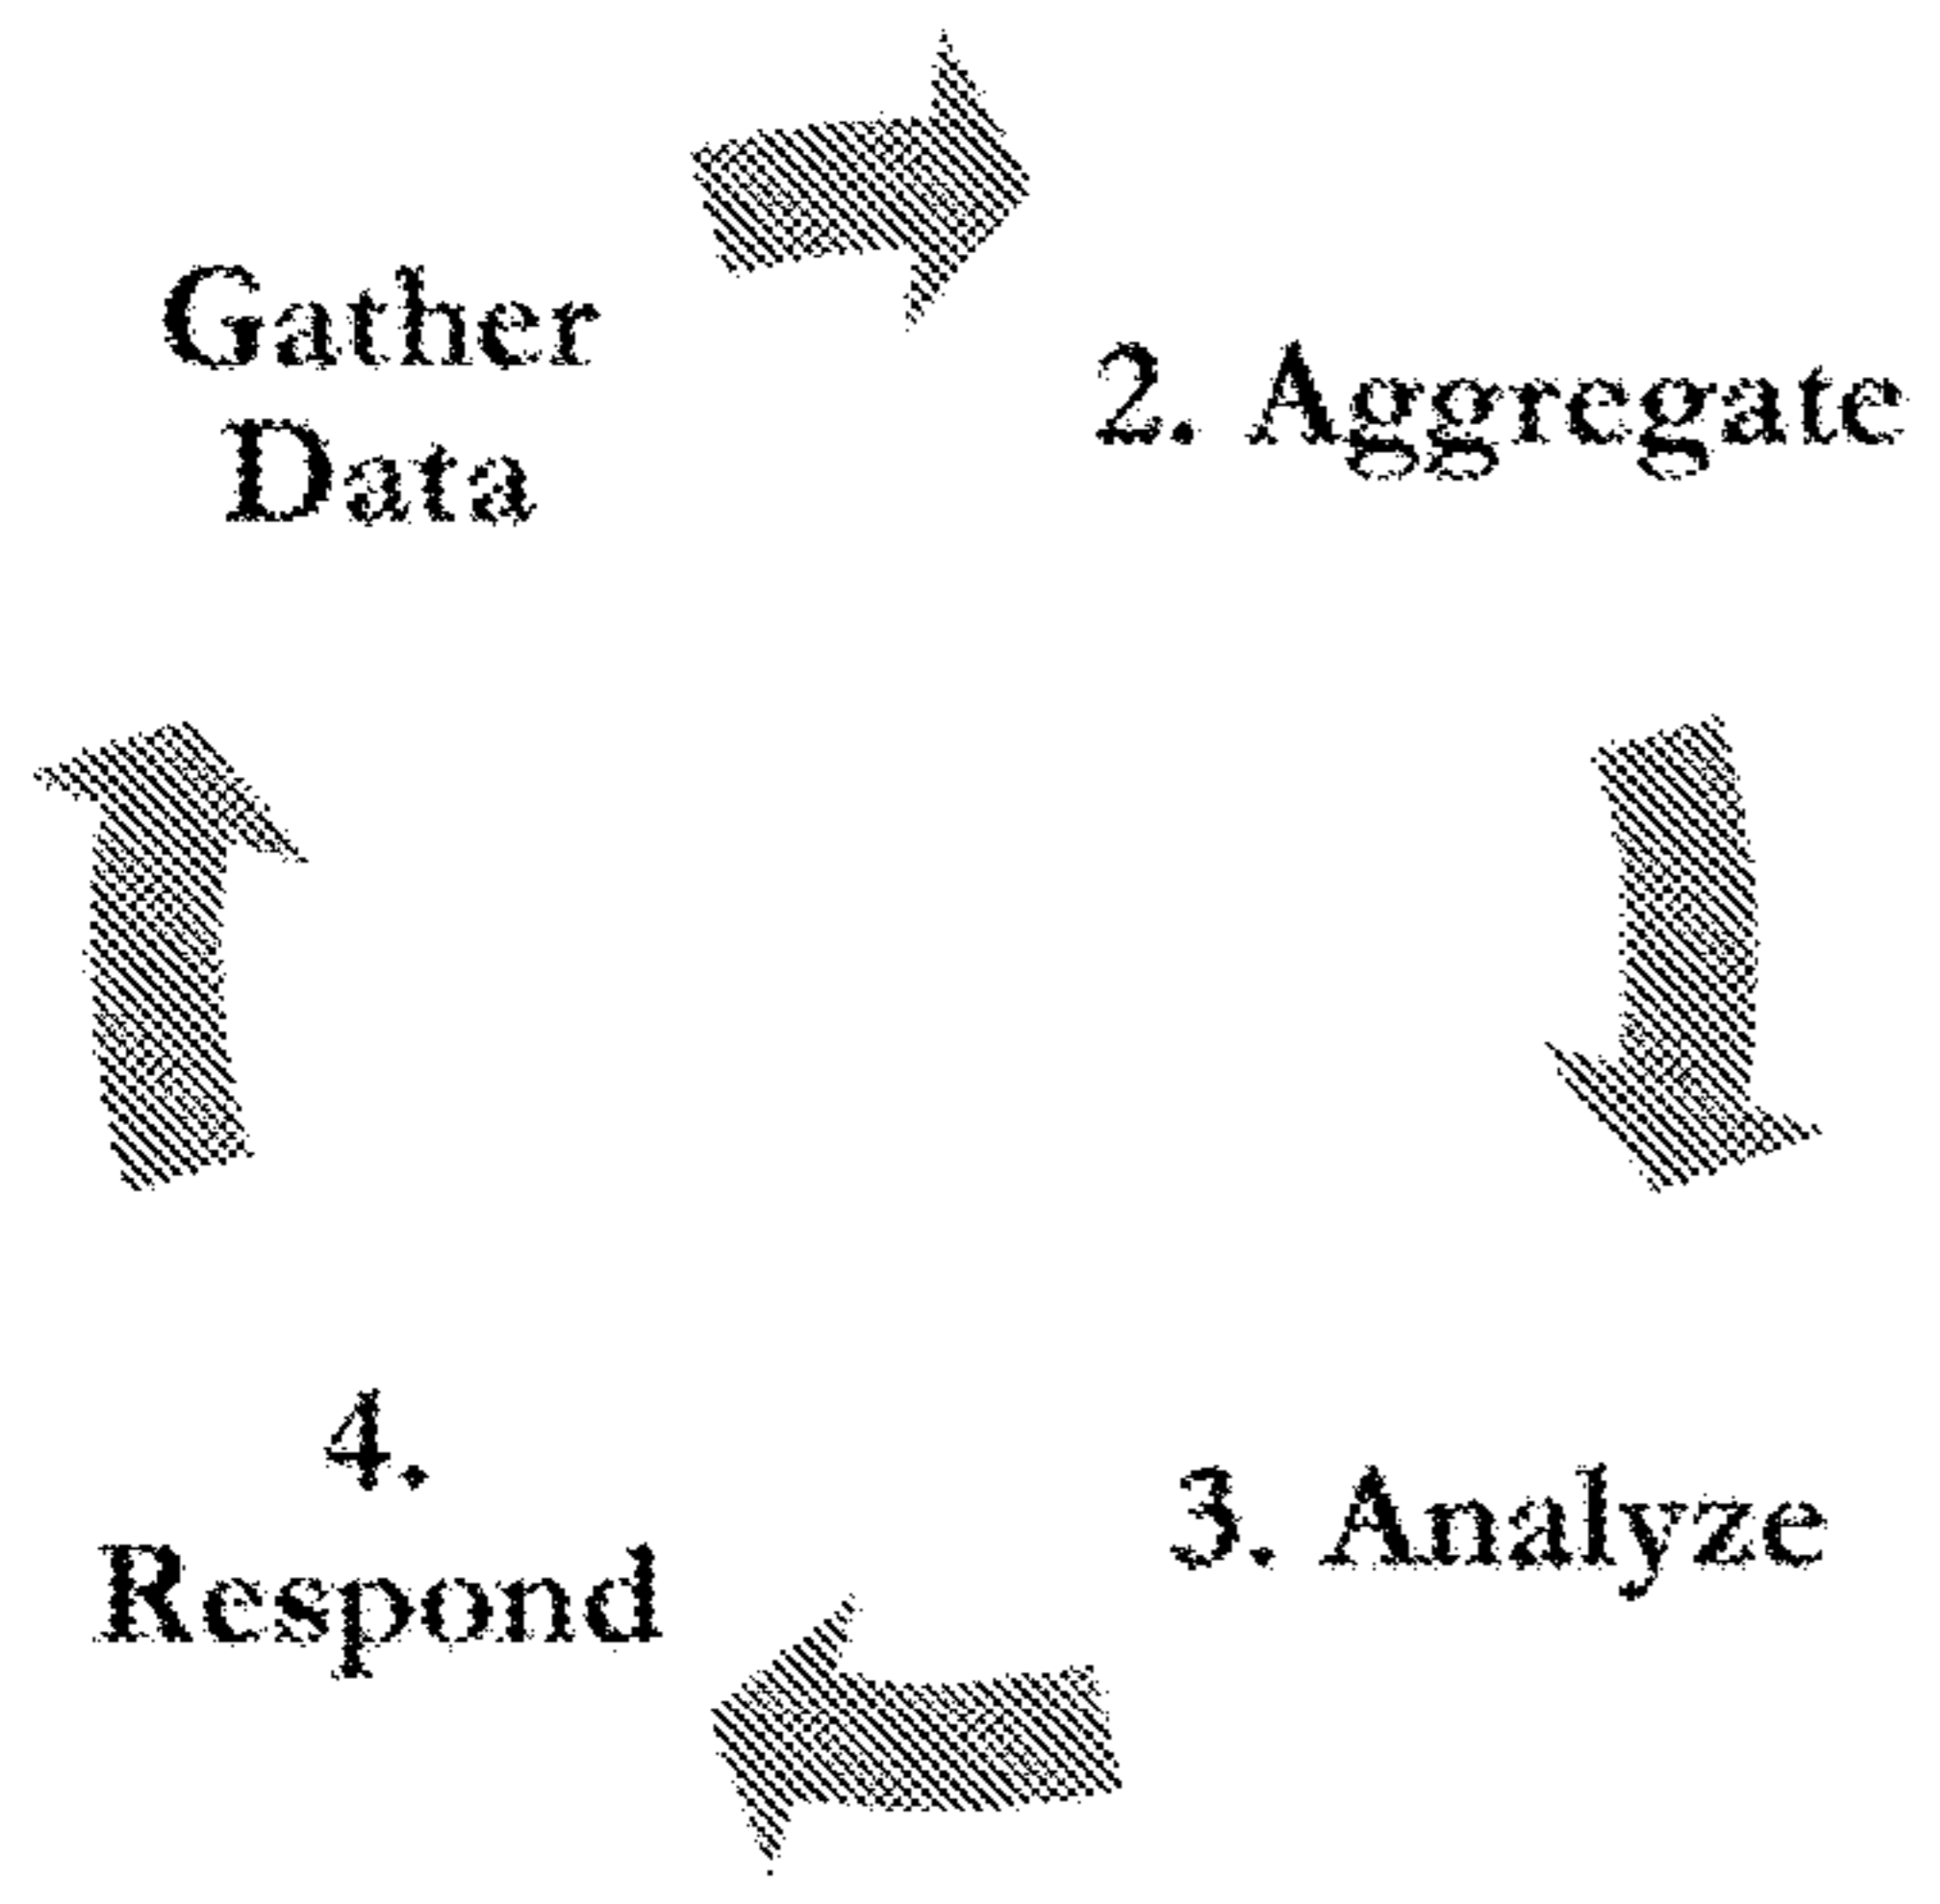 Gather
Data
2. Aggregate
3. Analyze
4.
Respond